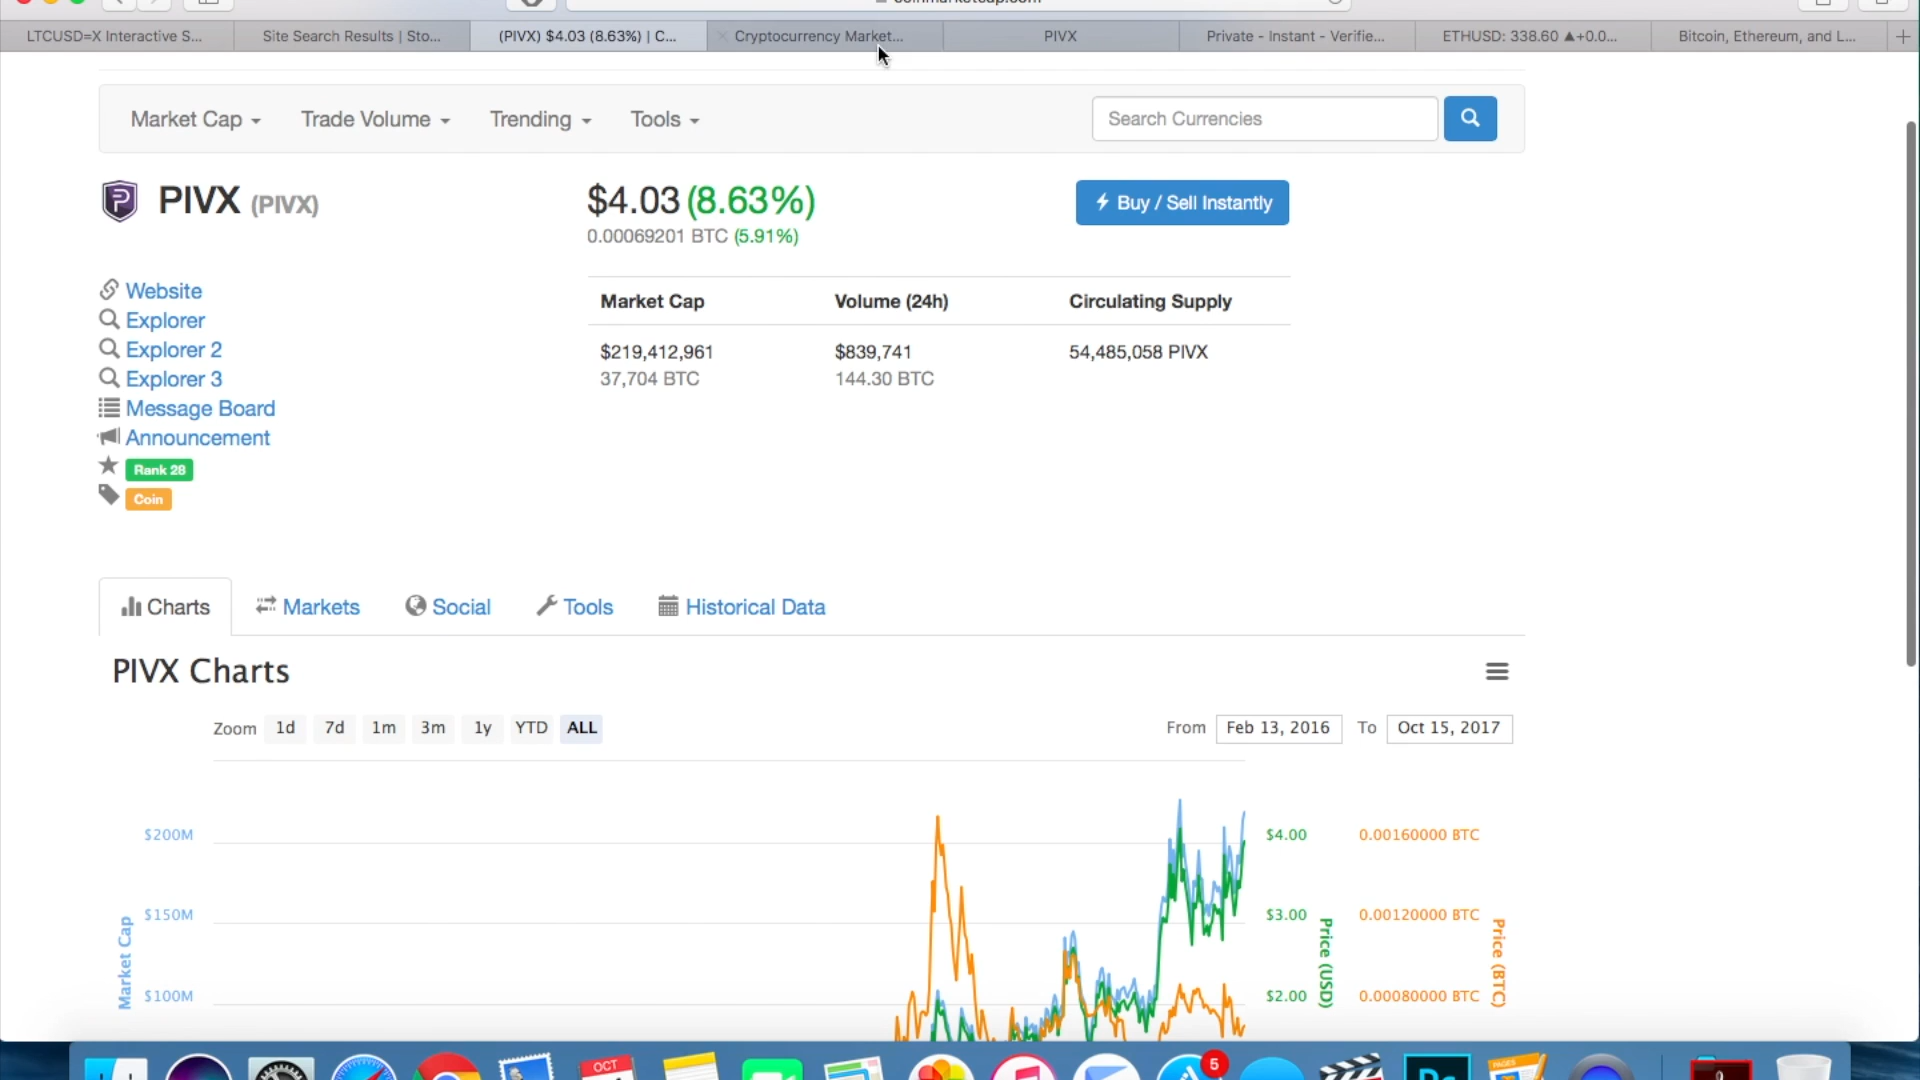 LTCUSD=X Interactive S...
Site Search Results | Sto...
(PIVX) $4.03 (8.63%) | C...
Cryptocurrency Market...
PIVX
Private - Instant - Verifie...
ETHUSD: 338.60 ▲+0.0...
Bitcoin, Ethereum, and L...
Market Cap
Trade Volume
Trending
Tools
Search Currencies
PIVX (PIVX)
$4.03 (8.63%)
0.00069201 BTC (5.91%)
Buy / Sell Instantly
Website
Explorer
Explorer 2
Explorer 3
Message Board
Announcement
Rank 28
Coin
Market Cap
Volume (24h)
Circulating Supply
$219,412,961
$839,741
54,485,058 PIVX
37,704 BTC
144.30 BTC
Charts
Markets
Social
Tools
Historical Data
PIVX Charts
Zoom
1d
7d
1m
3m
1y
YTD
ALL
From
Feb 13, 2016
To
Oct 15, 2017
$200M
$150M
$100M
Market Cap
$4.00
$3.00
$2.00
Price (USD)
0.00160000 BTC
0.00120000 BTC
0.00080000 BTC
Price (BTC)
OCT
5
PAGES